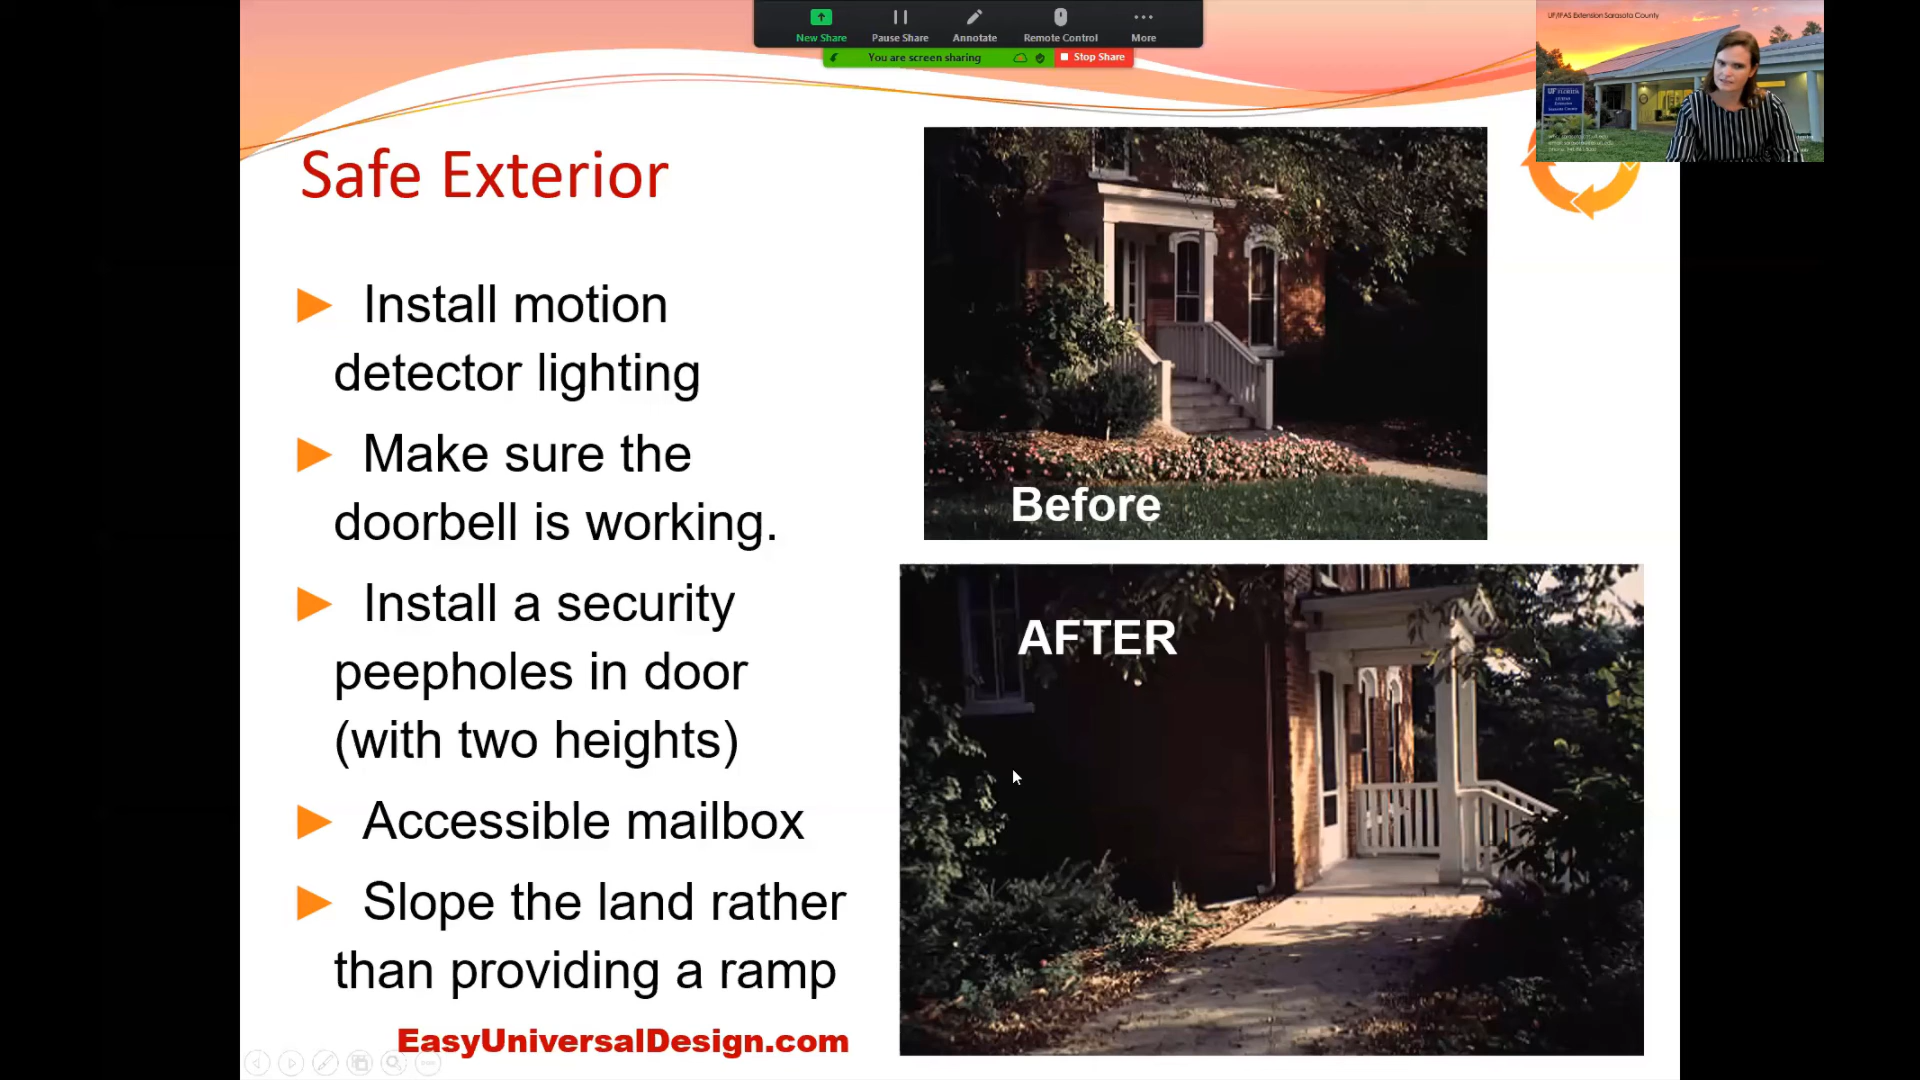 New Share
Pause Share
Annotate
Remote Control
More
You are screen sharing
Stop Share
UF/IFAS Extension Sarasota County
Safe Exterior
Install motion
detector lighting
Make sure the
doorbell is working.
Install a security
peepholes in door
(with two heights)
Accessible mailbox
Slope the land rather
than providing a ramp
EasyUniversalDesign.com
Before
AFTER